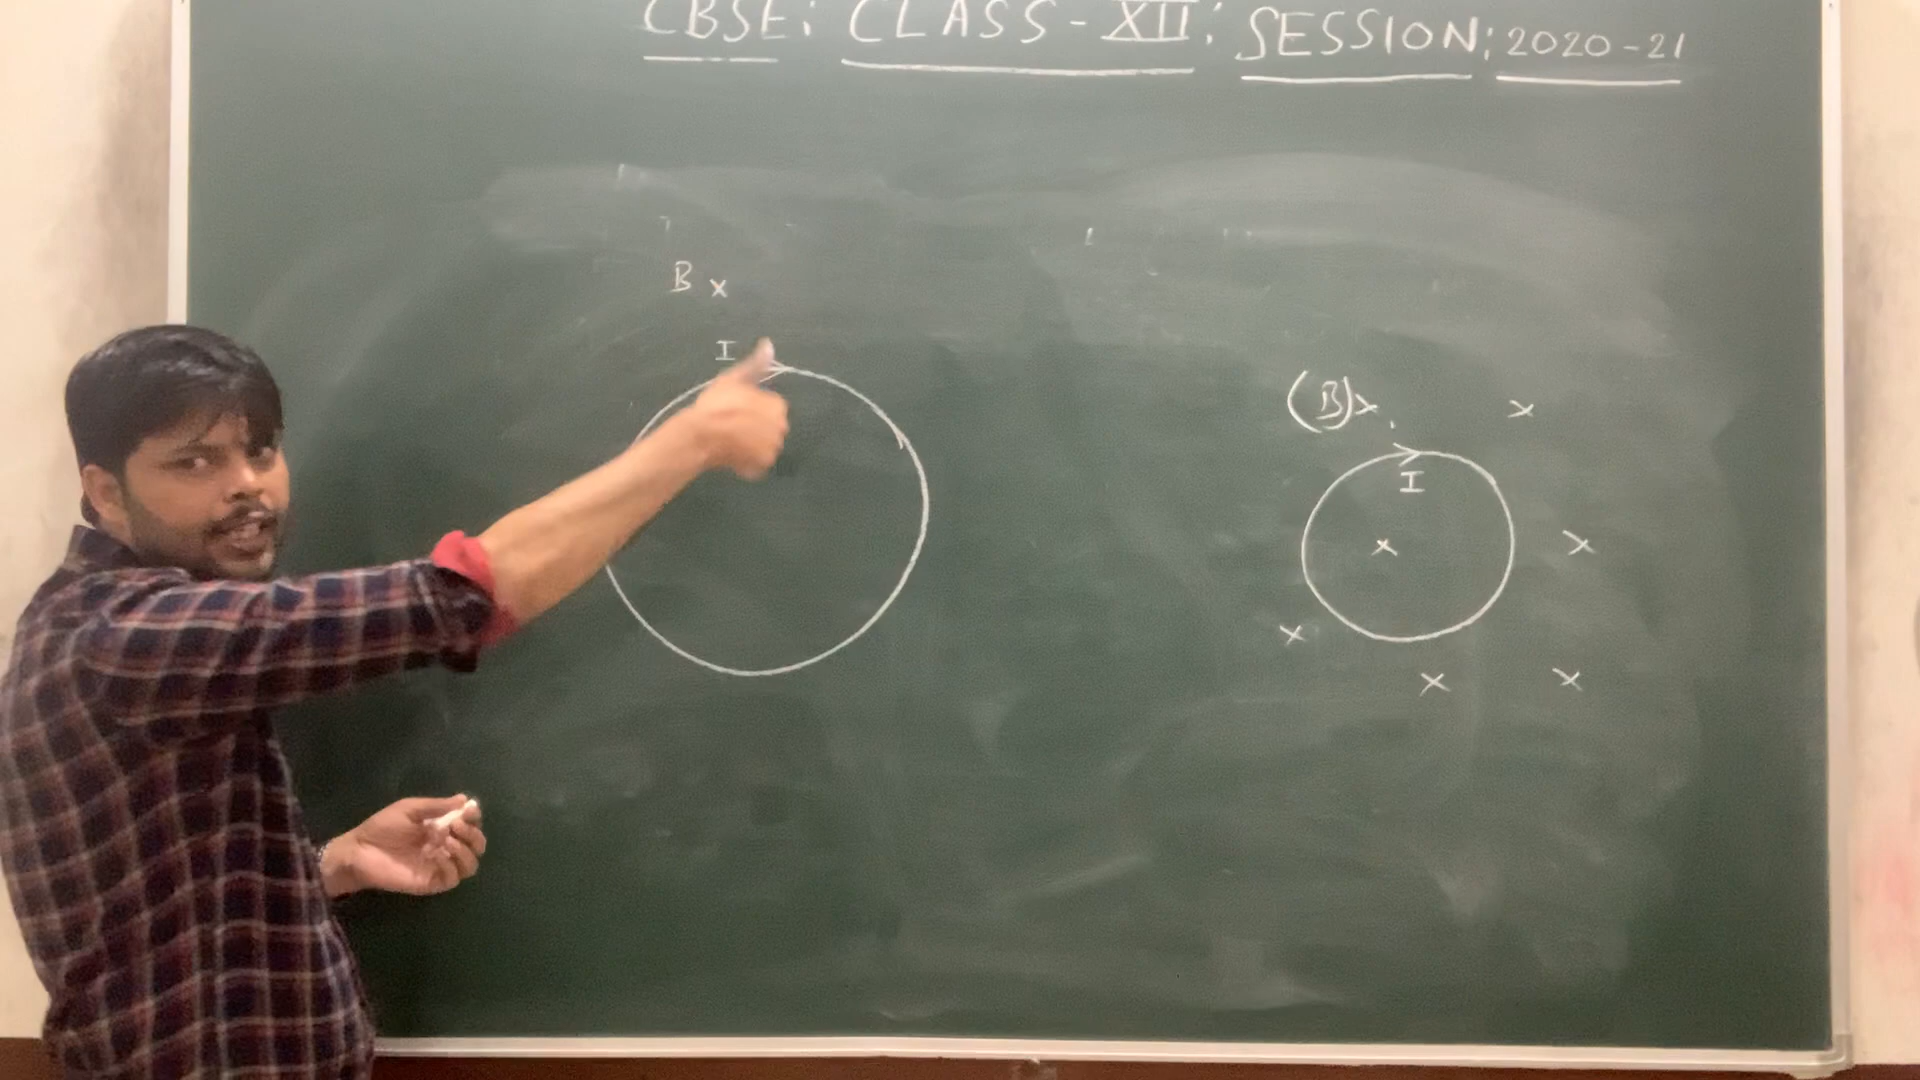 CBSE: CLASS-XII: SESSION: 2020-21
B x
I
(B)x x
I
x x
x
x x